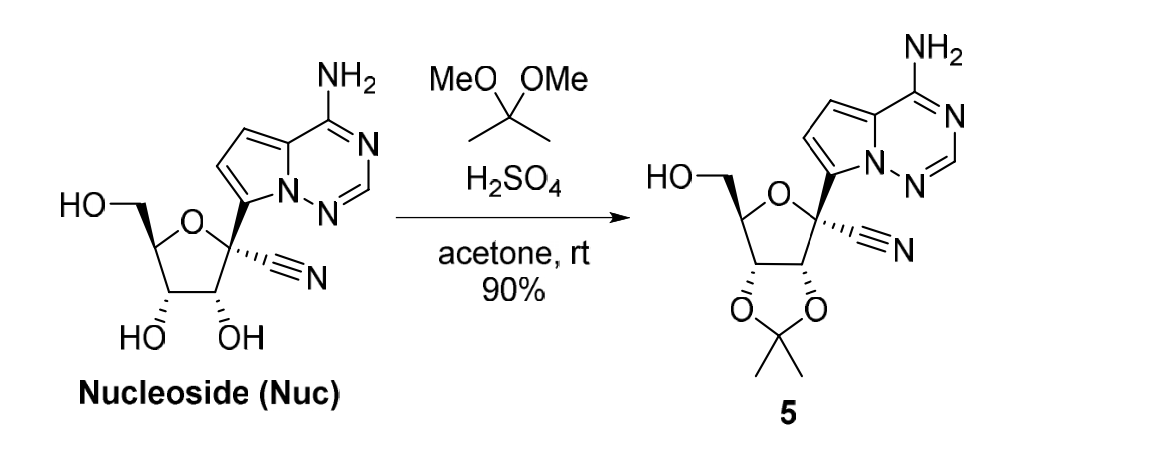 NH2
N
N
N
HO
O
N
HO
OH
Nucleoside (Nuc)
MeO OMe
H2SO4
acetone, rt
90%
NH2
N
N
N
HO
O
N
O
O
5